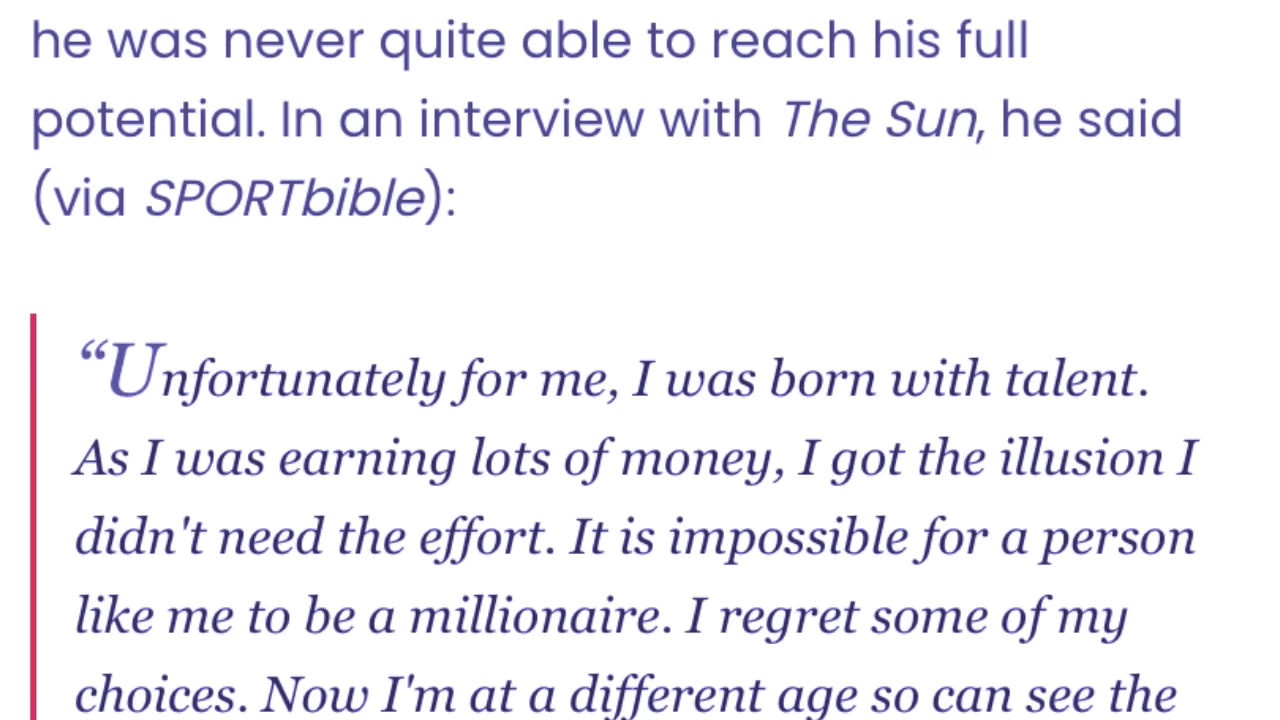 he was never quite able to reach his full
potential. In an interview with The Sun, he said
(via SPORTbible):
“Unfortunately for me, I was born with talent.
As I was earning lots of money, I got the illusion I
didn't need the effort. It is impossible for a person
like me to be a millionaire. I regret some of my
choices. Now I'm at a different age so can see the